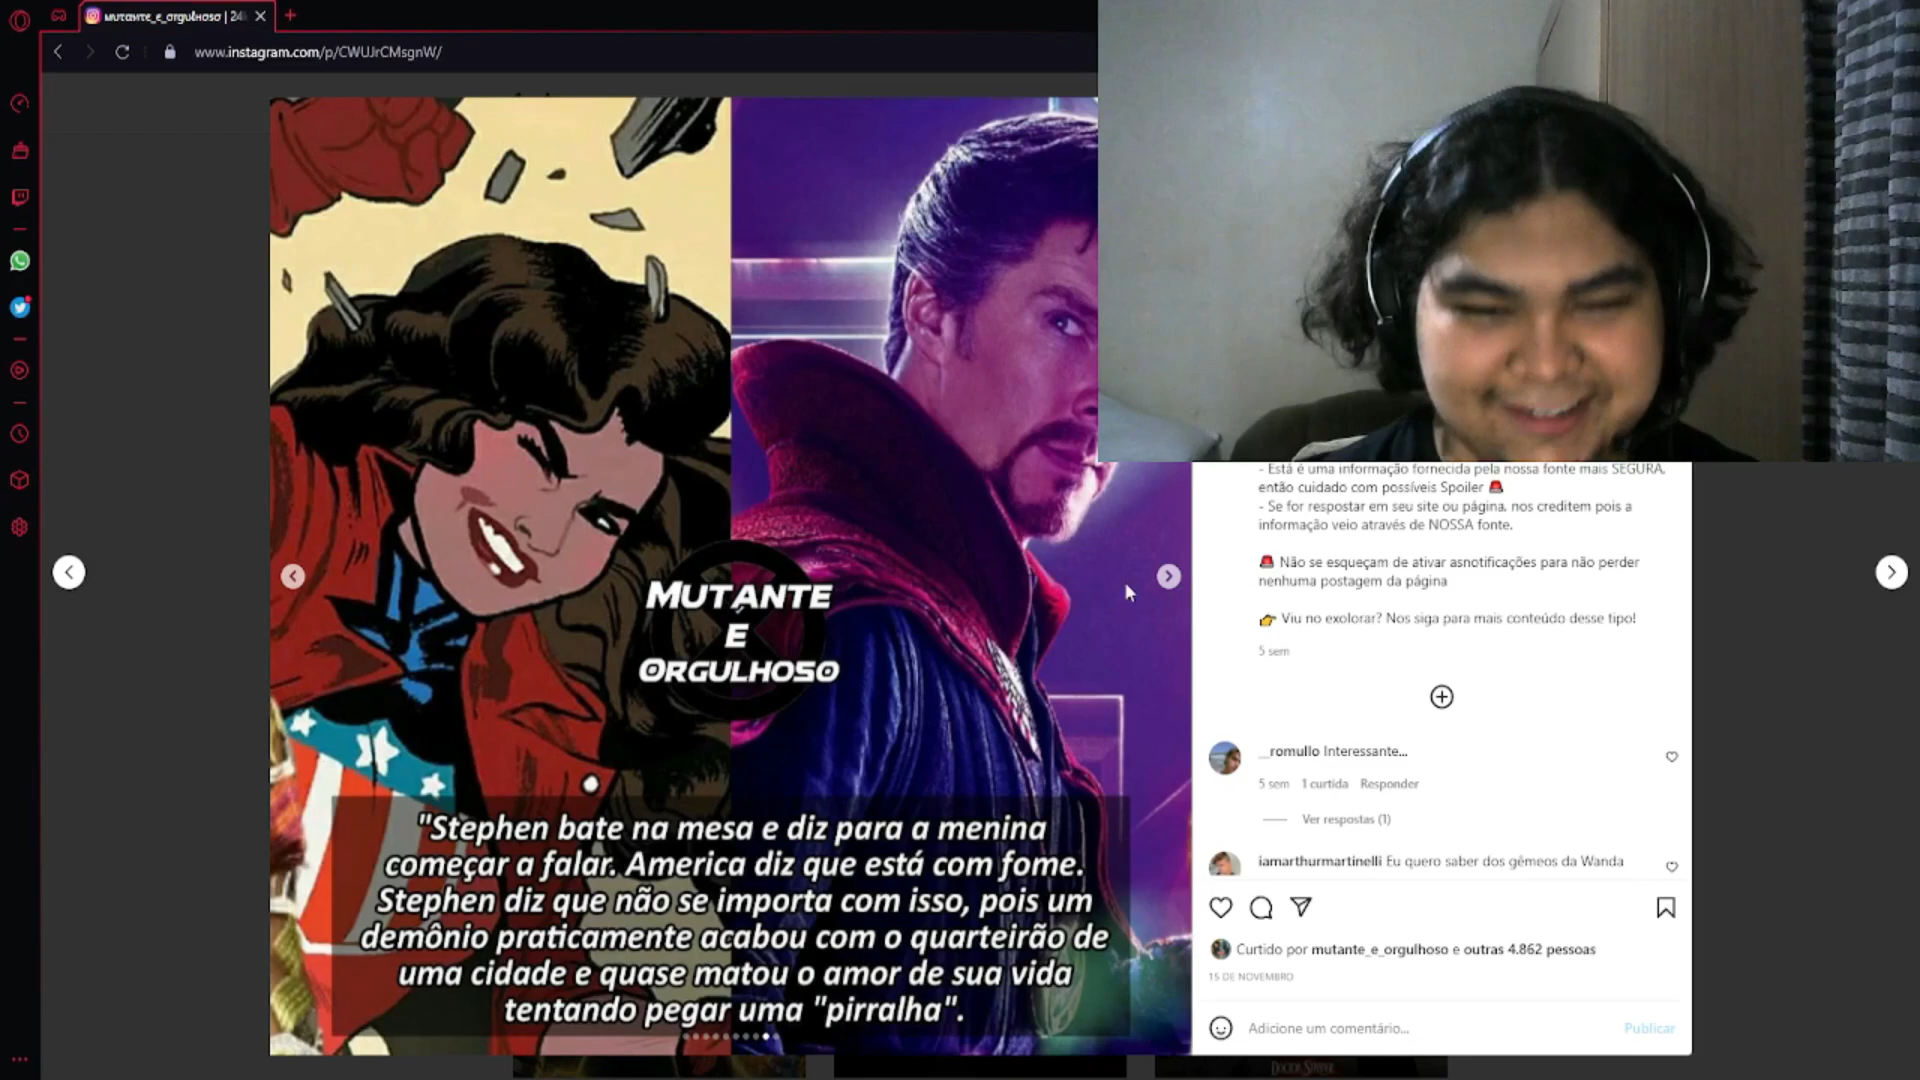 мυтαɴтε_ε_σrgυℓнσѕσ | 24
www.instagram.com/p/CWUJrCMsgnW/
MUTANTE
E
ORGULHOSO
"Stephen bate na mesa e diz para a menina
começar a falar. America diz que está com fome.
Stephen diz que não se importa com isso, pois um
demônio praticamente acabou com o quarteirão de
uma cidade e quase matou o amor de sua vida
tentando pegar uma "pirralha".
- Está é uma informação fornecida pela nossa fonte mais SEGURA,
então cuidado com possíveis Spoiler 🚨
- Se for respostar em seu site ou página, nos creditem pois a
informação veio através de NOSSA fonte.
🚨 Não se esqueçam de ativar asnotificações para não perder
nenhuma postagem da página
👉 Viu no exolorar? Nos siga para mais conteúdo desse tipo!
5 sem
__romullo Interessante...
5 sem 1 curtida Responder
Ver respostas (1)
iamarthurmartinelli Eu quero saber dos gêmeos da Wanda
Curtido por mutante_e_orgulhoso e outras 4.862 pessoas
15 DE NOVEMBRO
Adicione um comentário... Publicar
DOCTOR STRANGE